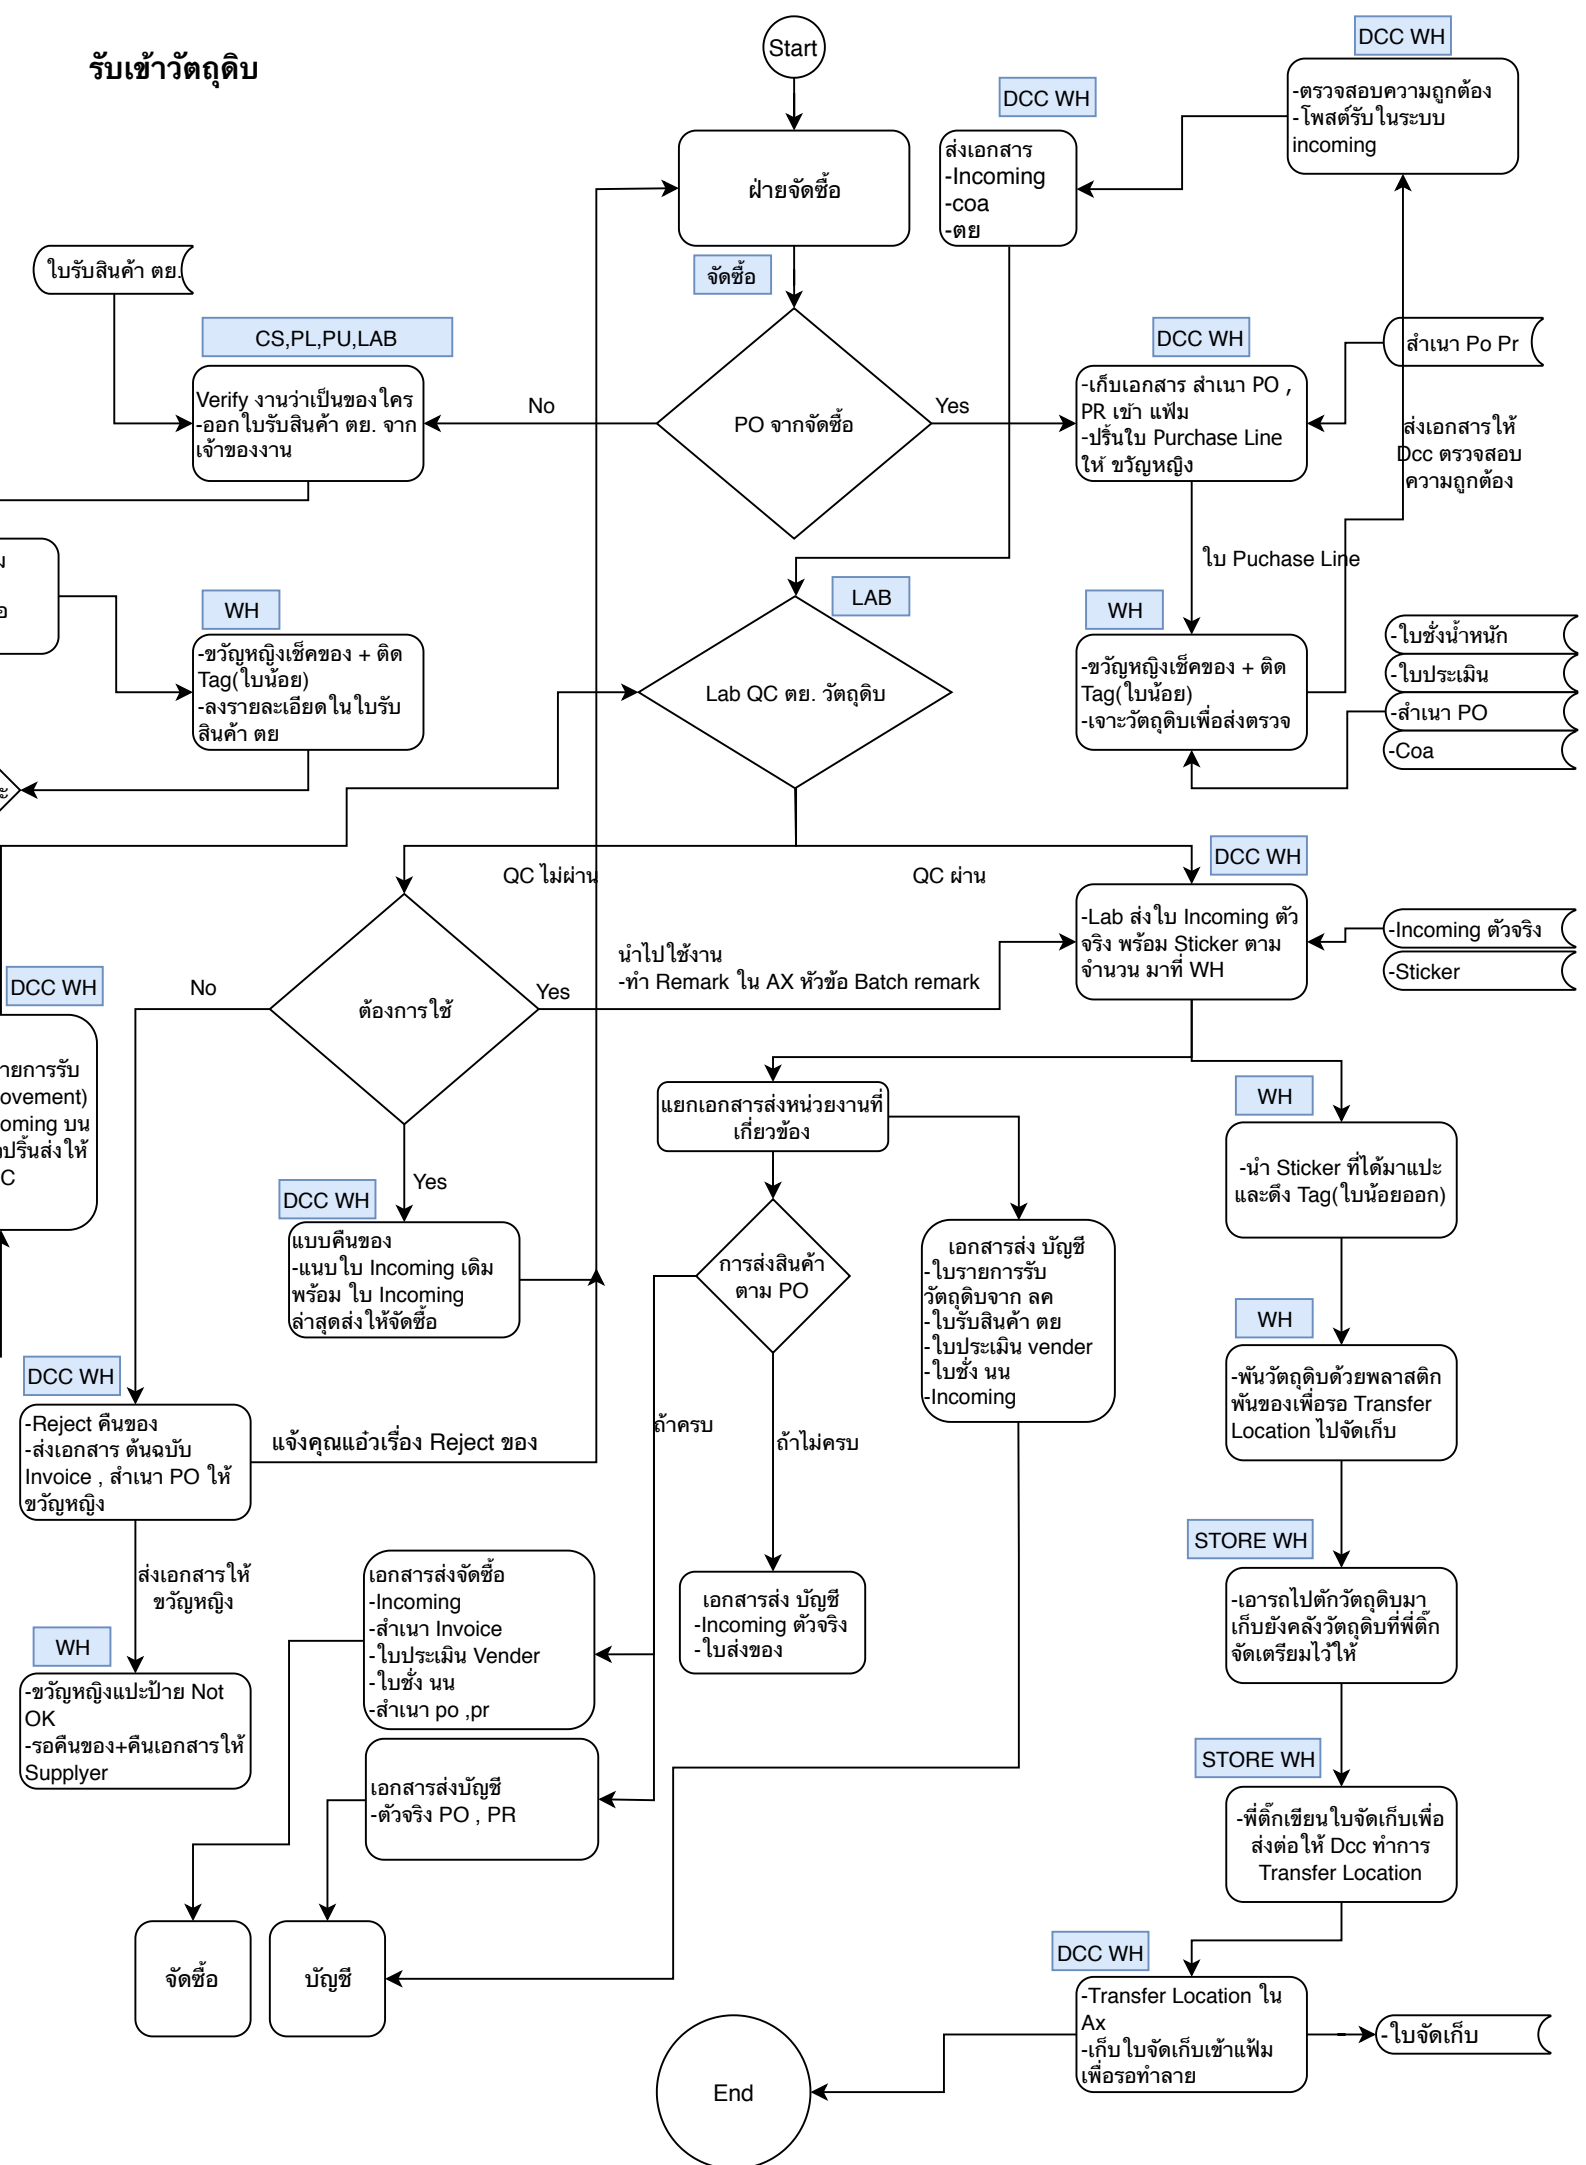 รับเข้าวัตถุดิบ
Start
DCC WH
-ตรวจสอบความถูกต้อง
-โพสต์รับในระบบ
incoming
DCC WH
ส่งเอกสาร
-Incoming
-coa
-ตย
ฝ่ายจัดซื้อ
จัดซื้อ
ใบรับสินค้า ตย.
CS,PL,PU,LAB
Verify งานว่าเป็นของใคร
-ออกใบรับสินค้า ตย. จาก
เจ้าของงาน
No
PO จากจัดซื้อ
Yes
DCC WH
-เก็บเอกสาร สำเนา PO ,
PR เข้า แฟ้ม
-ปริ้นใบ Purchase Line
ให้ ขวัญหญิง
สำเนา Po Pr
ส่งเอกสารให้
Dcc ตรวจสอบ
ความถูกต้อง
ใบ Puchase Line
อ
WH
-ขวัญหญิงเช็คของ + ติด
Tag(ใบน้อย)
-ลงรายละเอียดในใบรับ
สินค้า ตย
LAB
Lab QC ตย. วัตถุดิบ
WH
-ขวัญหญิงเช็คของ + ติด
Tag(ใบน้อย)
-เจาะวัตถุดิบเพื่อส่งตรวจ
-ใบชั่งน้ำหนัก
-ใบประเมิน
-สำเนา PO
-Coa
QC ไม่ผ่าน
QC ผ่าน
DCC WH
-Lab ส่งใบ Incoming ตัว
จริง พร้อม Sticker ตาม
จำนวน มาที่ WH
-Incoming ตัวจริง
-Sticker
DCC WH
No
ต้องการใช้
Yes
นำไปใช้งาน
-ทำ Remark ใน AX หัวข้อ Batch remark
ายการรับ
ovement)
oming บน
ปริ้นส่งให้
C
Yes
DCC WH
แบบคืนของ
-แนบใบ Incoming เดิม
พร้อม ใบ Incoming
ล่าสุดส่งให้จัดซื้อ
แยกเอกสารส่งหน่วยงานที่
เกี่ยวข้อง
การส่งสินค้า
ตาม PO
เอกสารส่ง บัญชี
-ใบรายการรับ
วัตถุดิบจาก ลค
-ใบรับสินค้า ตย
-ใบประเมิน vender
-ใบชั่ง นน
-Incoming
WH
-นำ Sticker ที่ได้มาแปะ
และดึง Tag(ใบน้อยออก)
WH
-พันวัตถุดิบด้วยพลาสติก
พันของเพื่อรอ Transfer
Location ไปจัดเก็บ
DCC WH
-Reject คืนของ
-ส่งเอกสาร ต้นฉบับ
Invoice , สำเนา PO ให้
ขวัญหญิง
แจ้งคุณแอ๋วเรื่อง Reject ของ
ถ้าครบ
ถ้าไม่ครบ
STORE WH
-เอารถไปตักวัตถุดิบมา
เก็บยังคลังวัตถุดิบที่พี่ติ๊ก
จัดเตรียมไว้ให้
ส่งเอกสารให้
ขวัญหญิง
WH
-ขวัญหญิงแปะป้าย Not
OK
-รอคืนของ+คืนเอกสารให้
Supplyer
เอกสารส่งจัดซื้อ
-Incoming
-สำเนา Invoice
-ใบประเมิน Vender
-ใบชั่ง นน
-สำเนา po ,pr
เอกสารส่ง บัญชี
-Incoming ตัวจริง
-ใบส่งของ
เอกสารส่งบัญชี
-ตัวจริง PO , PR
STORE WH
-พี่ติ๊กเขียนใบจัดเก็บเพื่อ
ส่งต่อให้ Dcc ทำการ
Transfer Location
จัดซื้อ
บัญชี
DCC WH
-Transfer Location ใน
Ax
-เก็บใบจัดเก็บเข้าแฟ้ม
เพื่อรอทำลาย
-ใบจัดเก็บ
End